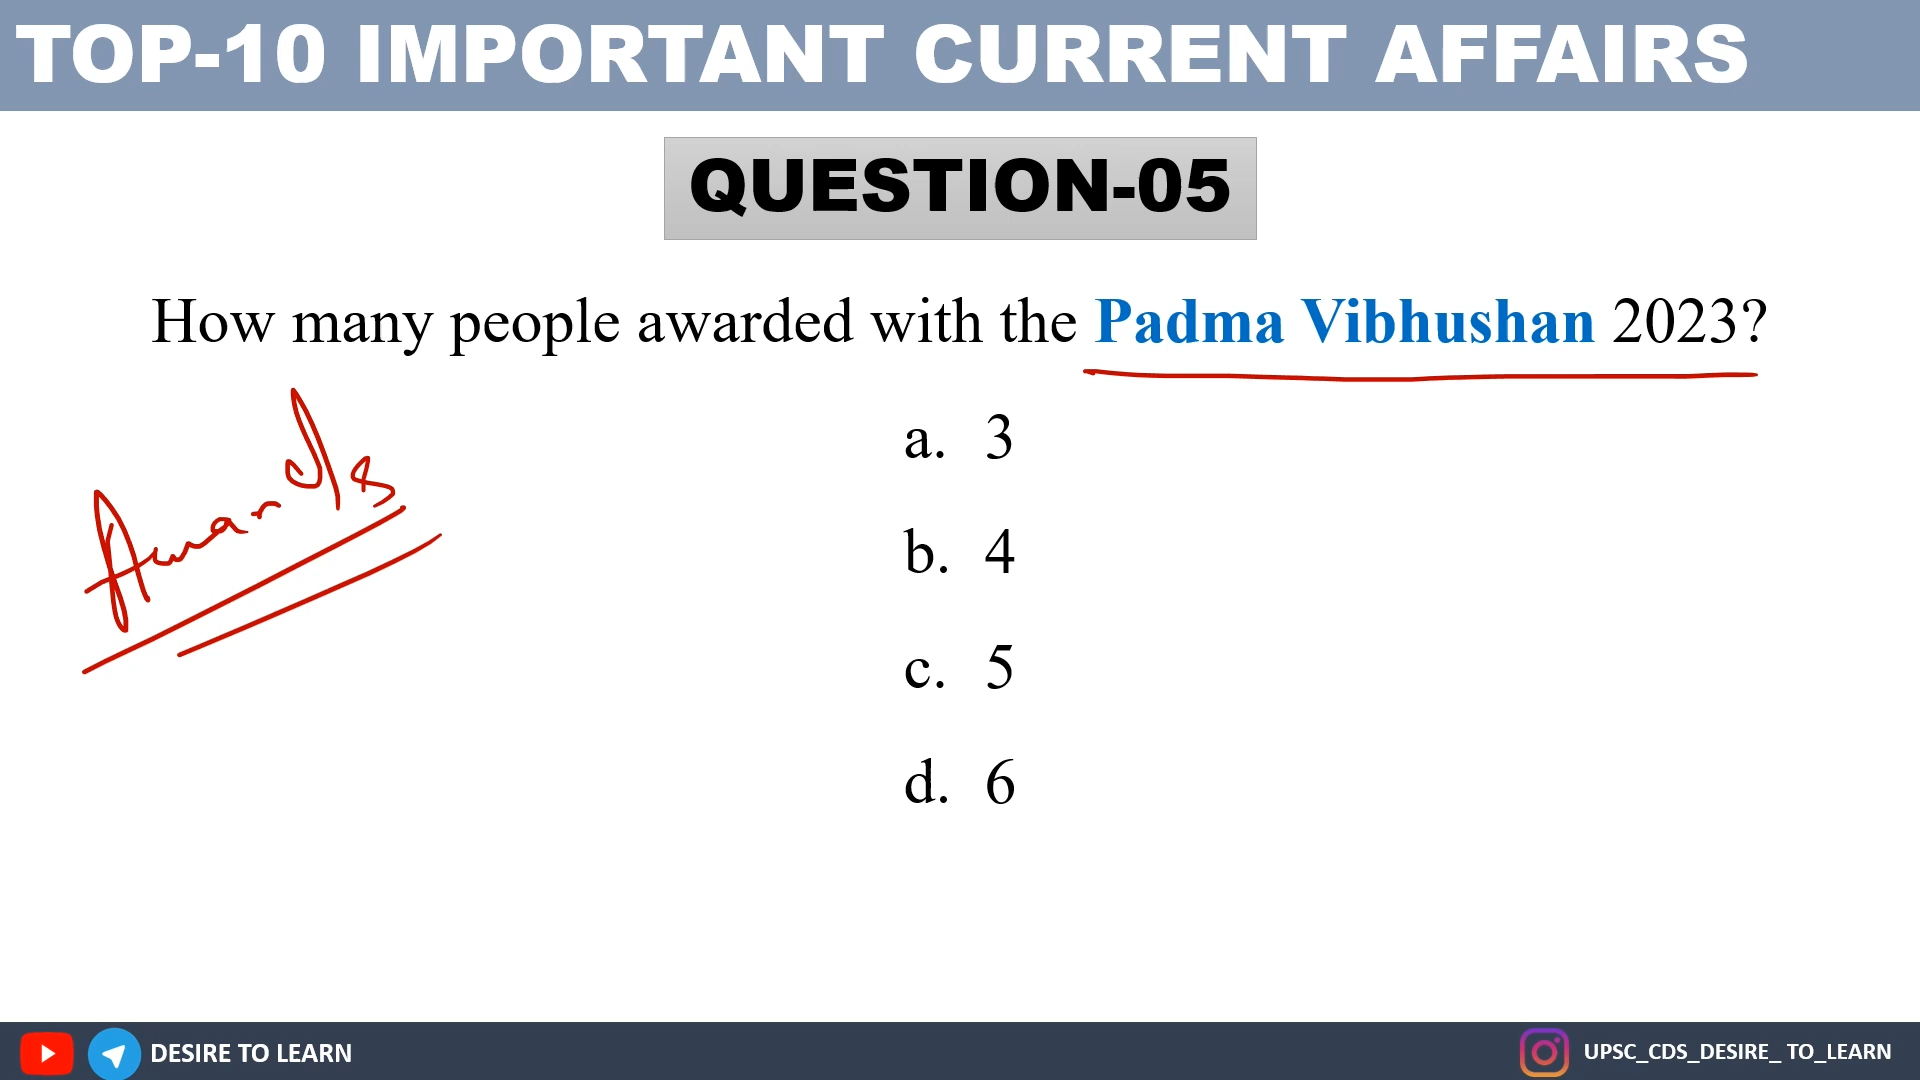 TOP-10 IMPORTANT CURRENT AFFAIRS
QUESTION-05
How many people awarded with the Padma Vibhushan 2023?
Awards
a. 3
b. 4
c. 5
d. 6
DESIRE TO LEARN
UPSC_CDS_DESIRE_ TO_LEARN